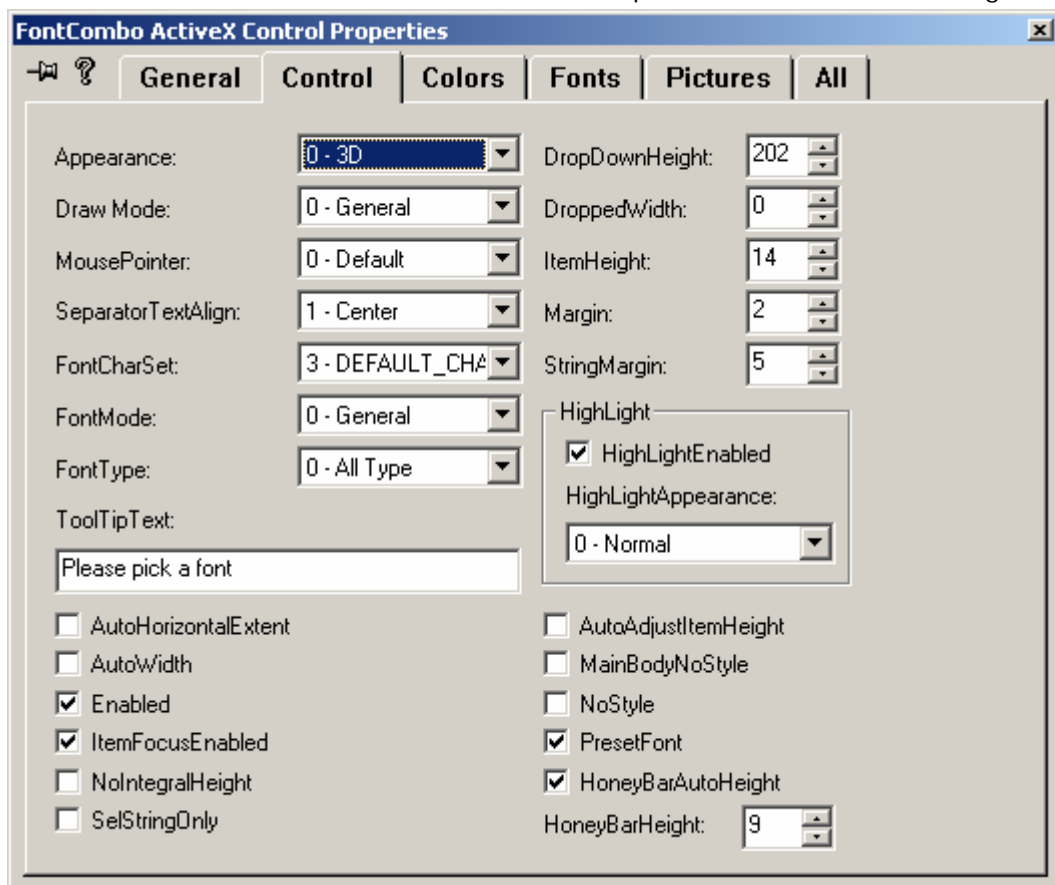 FontCombo ActiveX Control Properties
General Control Colors Fonts Pictures All
Appearance: 0 - 3D
Draw Mode: 0 - General
MousePointer: 0 - Default
SeparatorTextAlign: 1 - Center
FontCharSet: 3 - DEFAULT_CHA
FontMode: 0 - General
FontType: 0 - All Type
ToolTipText:
Please pick a font
AutoHorizontalExtent
AutoWidth
Enabled
ItemFocusEnabled
NoIntegralHeight
SelStringOnly
DropDownHeight: 202
DroppedWidth: 0
ItemHeight: 14
Margin: 2
StringMargin: 5
HighLight
HighLightEnabled
HighLightAppearance:
0 - Normal
AutoAdjustItemHeight
MainBodyNoStyle
NoStyle
PresetFont
HoneyBarAutoHeight
HoneyBarHeight: 9